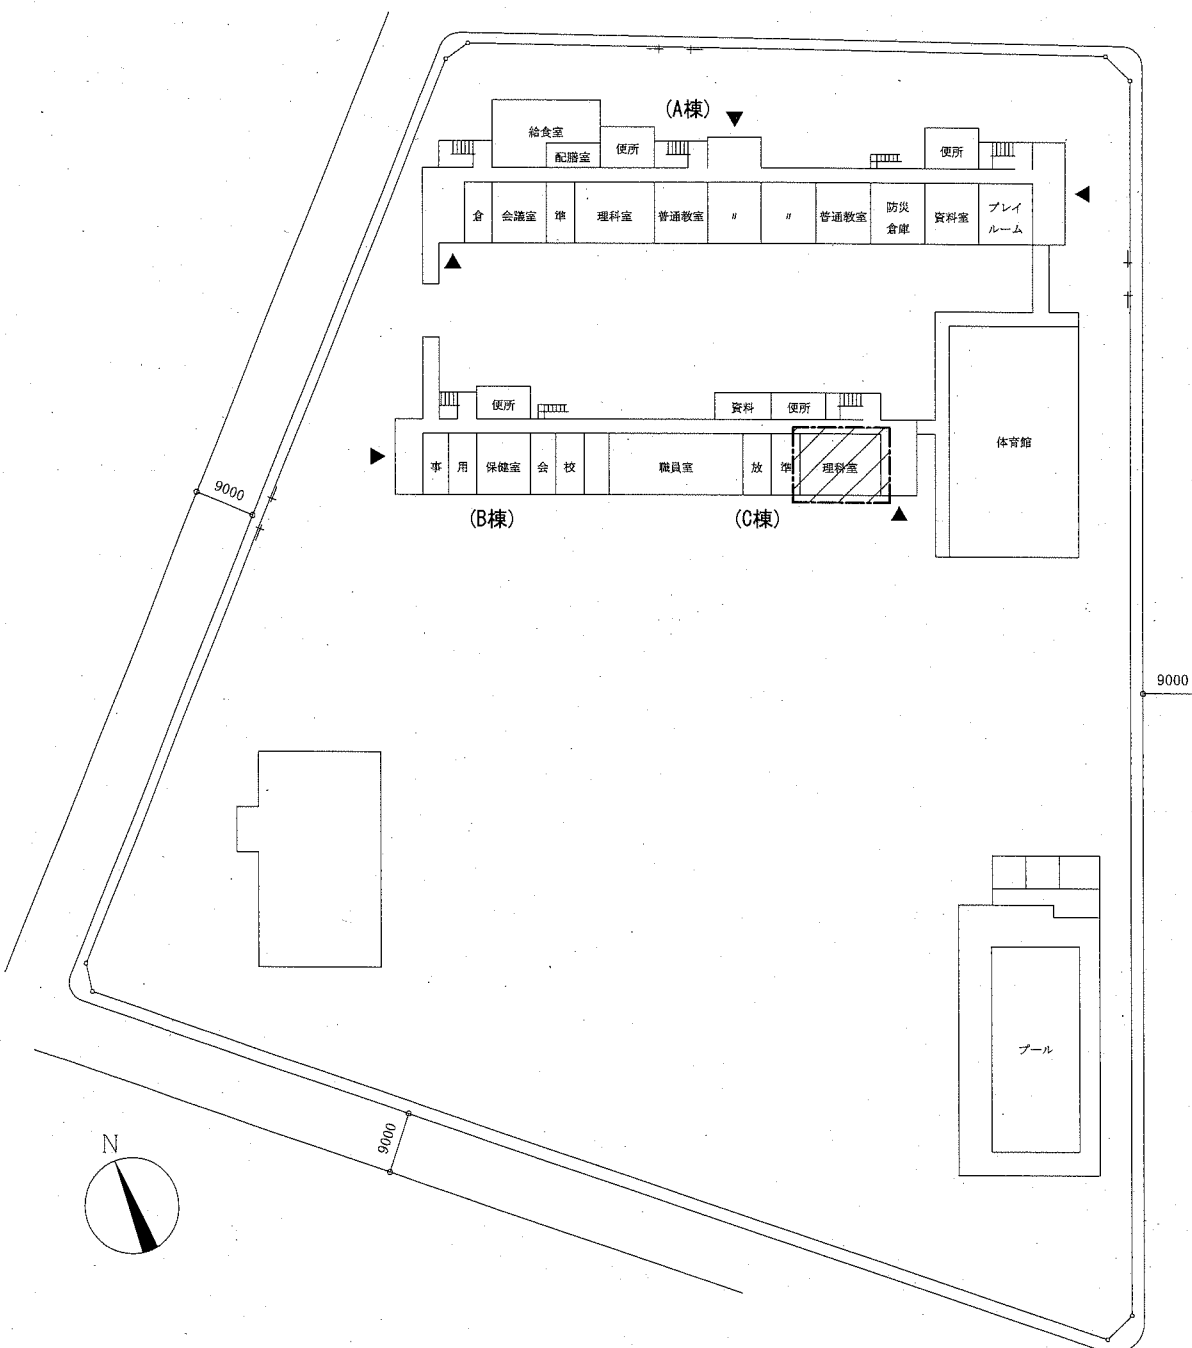 (A棟)
給食室
配膳室
便所
便所
倉
会議室
準
理科室
普通教室
〃
〃
普通教室
防災
倉庫
資料室
プレイ
ルーム
便所
資料
便所
事
用
保健室
会
校
職員室
放
準
理科室
体育館
(B棟)
(C棟)
9000
9000
プール
9000
N